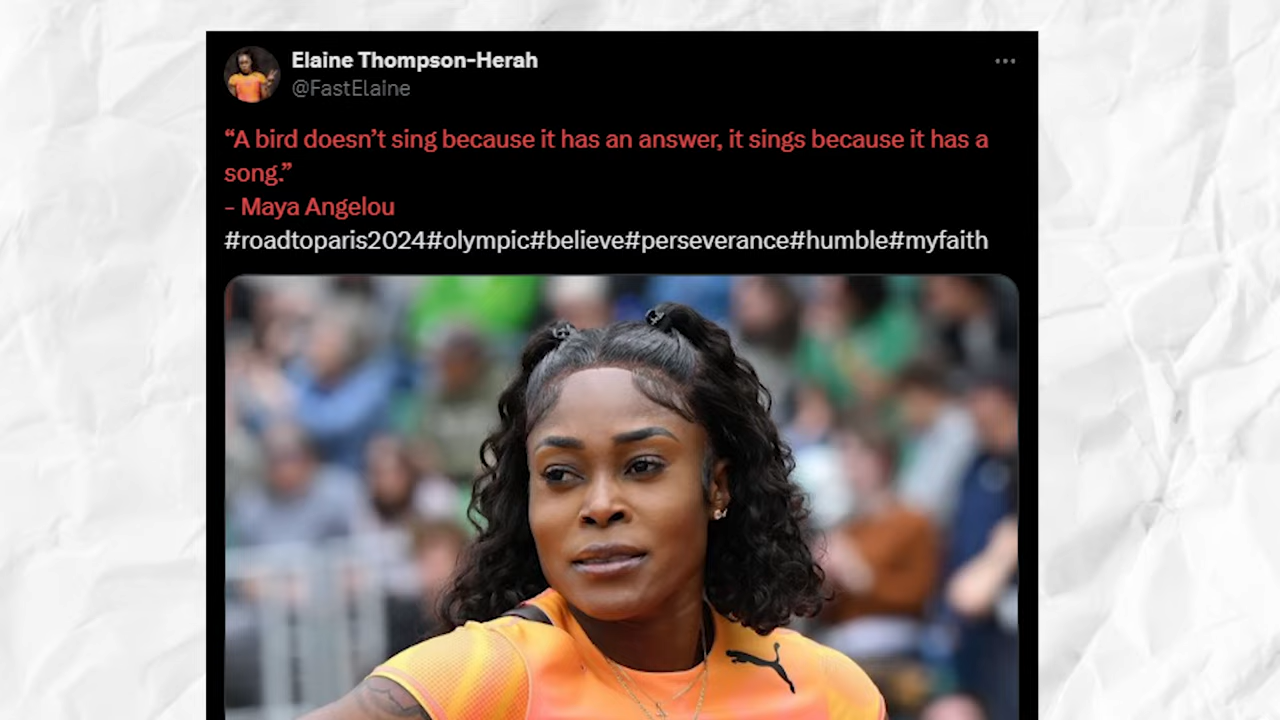 Elaine Thompson-Herah
@FastElaine
“A bird doesn’t sing because it has an answer, it sings because it has a
song.”
– Maya Angelou
#roadtoparis2024#olympic#believe#perseverance#humble#myfaith